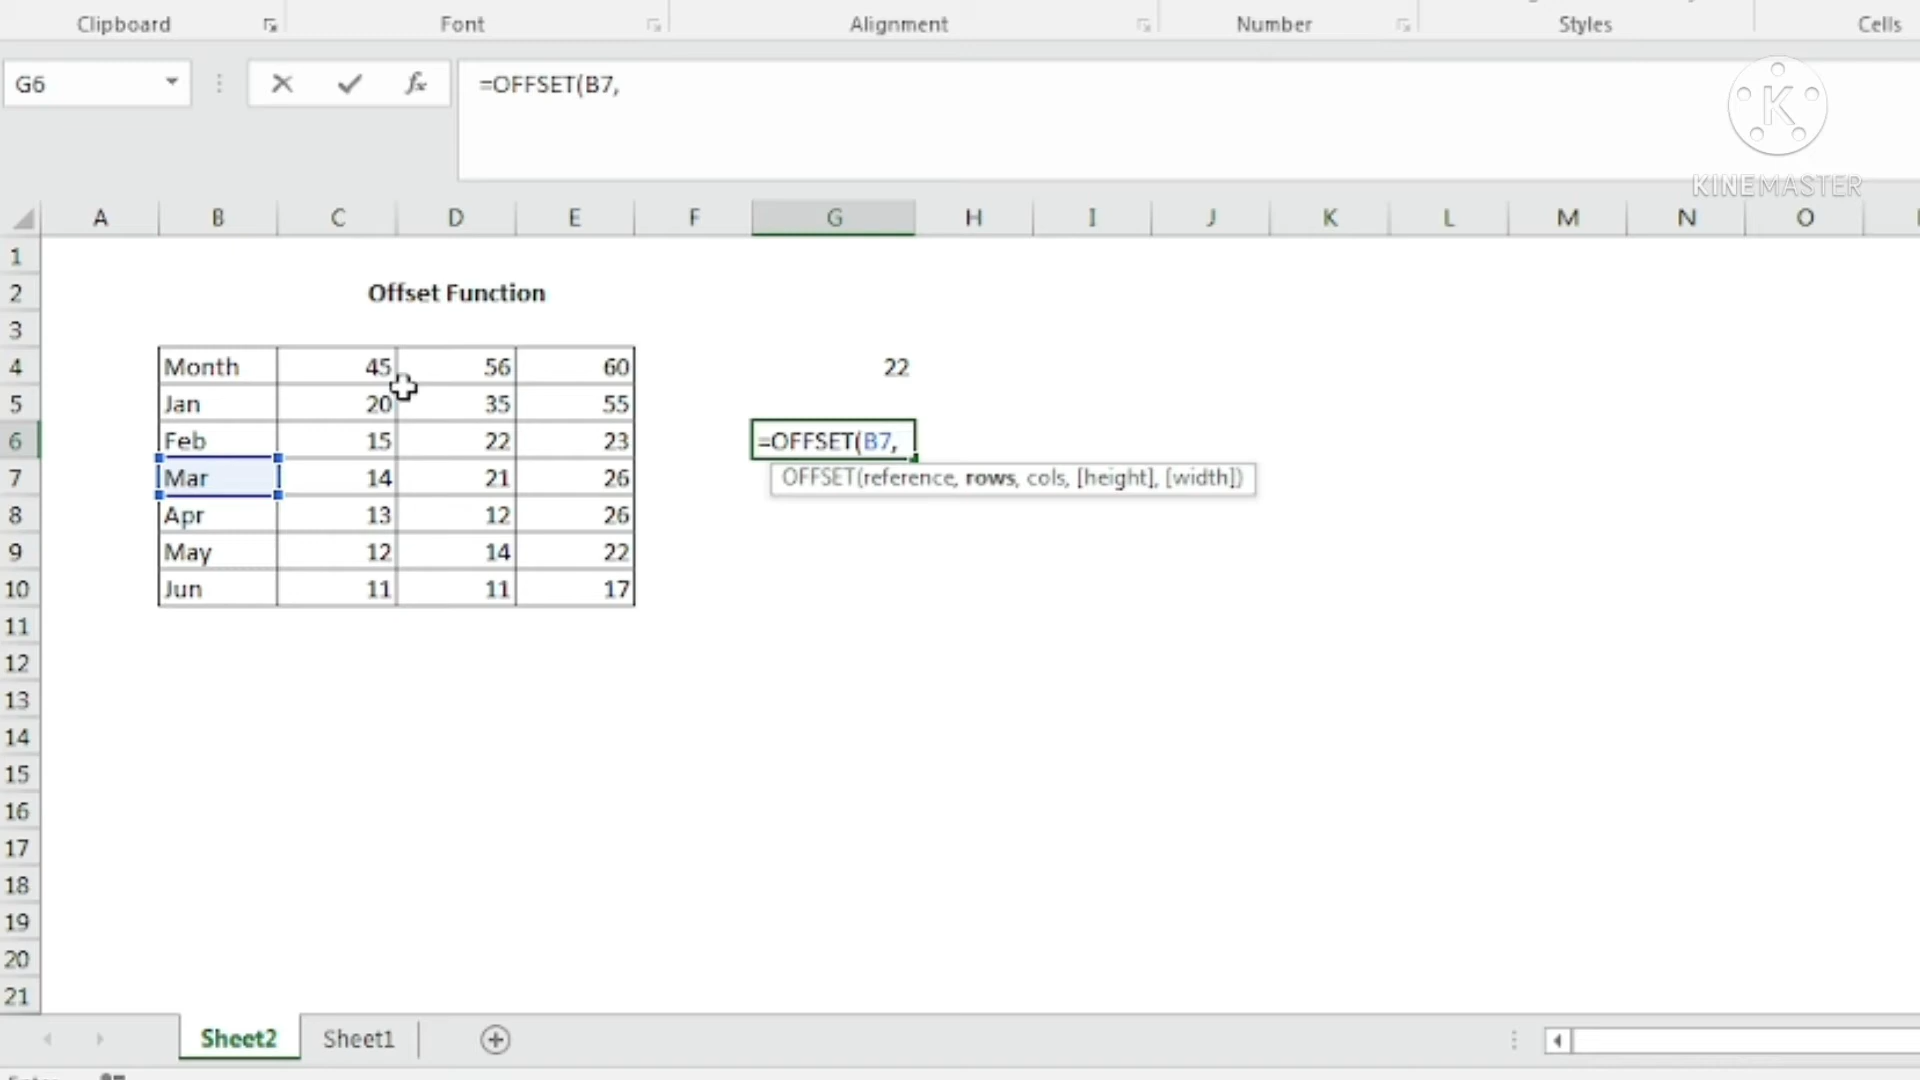 Clipboard Font Alignment Number Styles Cells
G6 fx =OFFSET(B7,
K
KINEMASTER
A B C D E F G H I J K L M N O
1
2 Offset Function
3
4 Month 45 56 60 22
5 Jan 20 35 55
6 Feb 15 22 23 =OFFSET(B7,
7 Mar 14 21 26 OFFSET(reference, rows, cols, [height], [width])
8 Apr 13 12 26
9 May 12 14 22
10 Jun 11 11 17
11
12
13
14
15
16
17
18
19
20
21
Sheet2 Sheet1